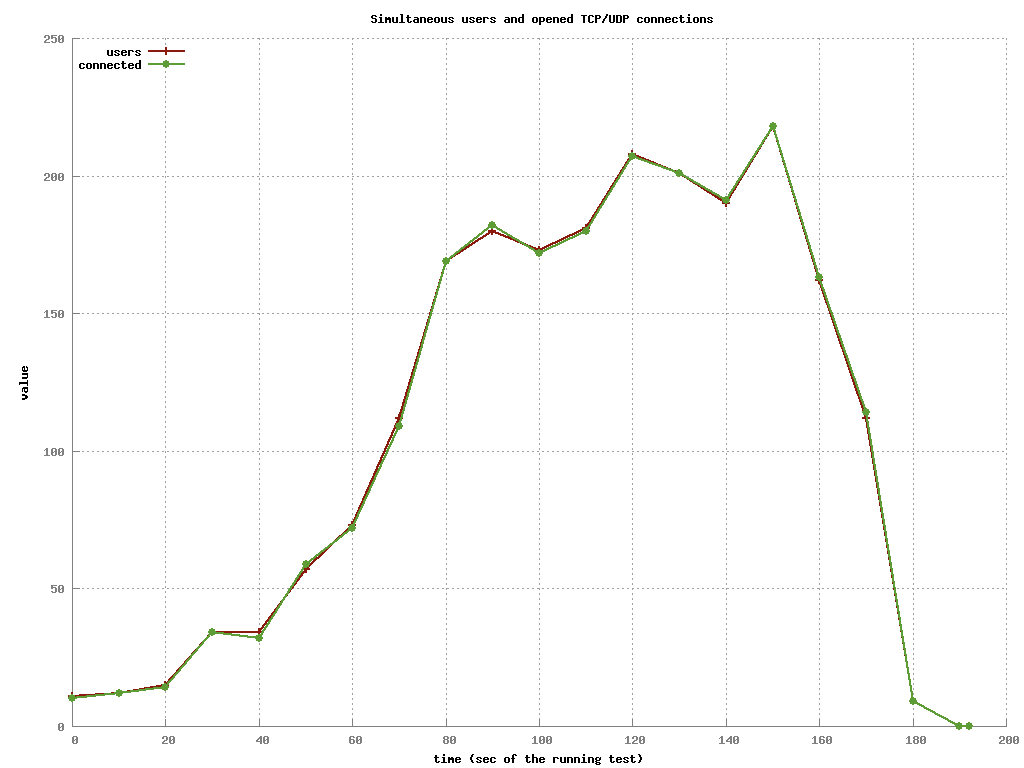 Simultaneous users and opened TCP/UDP connections
250
users
connected
200
150
value
100
50
0
0 20 40 60 80 100 120 140 160 180 200
time (sec of the running test)